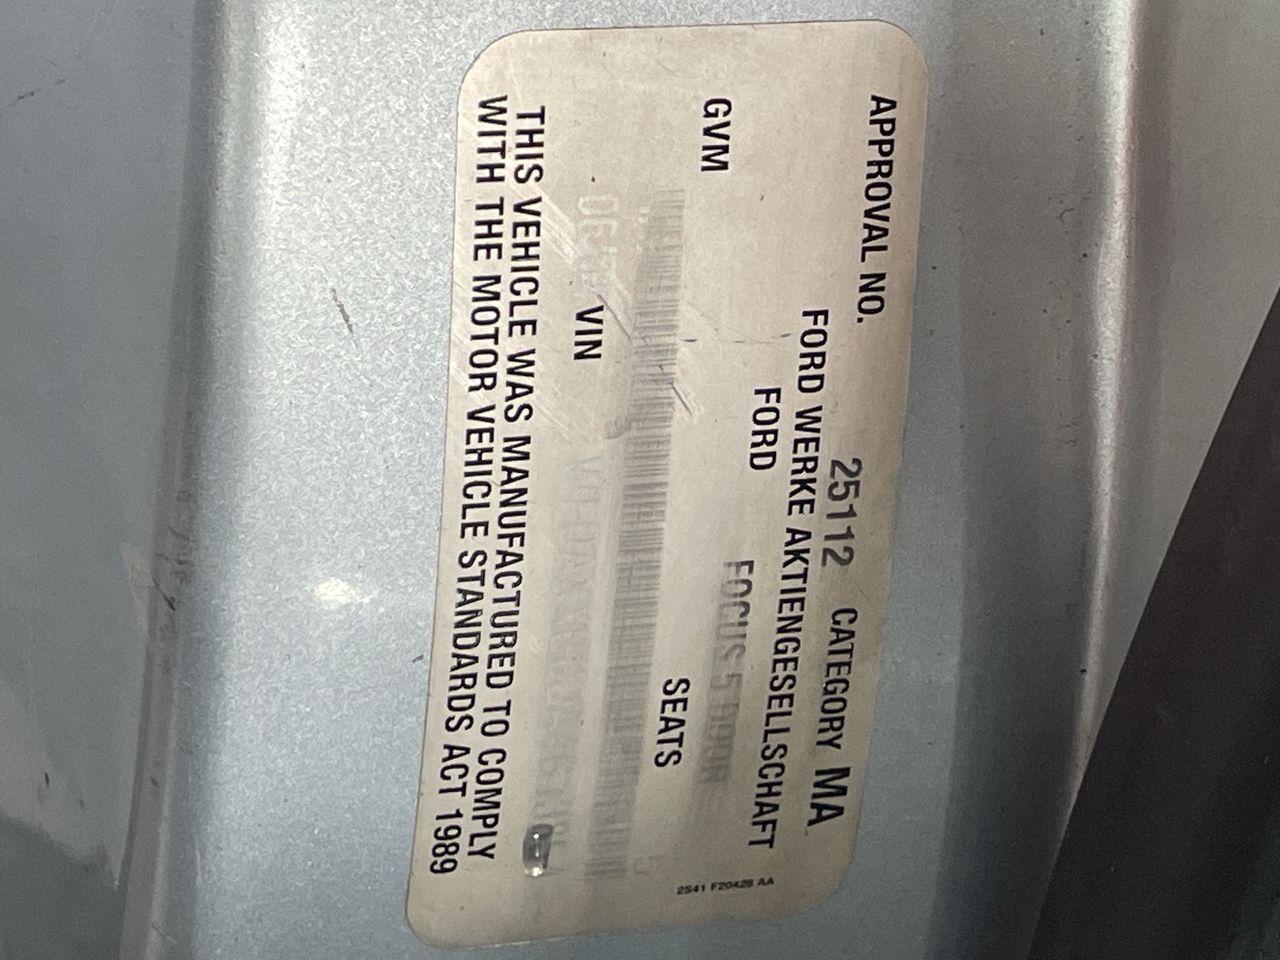 APPROVAL NO. 25112 CATEGORY MA
FORD WERKE AKTIENGESELLSCHAFT
FORD FOCUS 5 DOOR
GVM SEATS 5
VIN
THIS VEHICLE WAS MANUFACTURED TO COMPLY
WITH THE MOTOR VEHICLE STANDARDS ACT 1989
2S41 F20428 AA